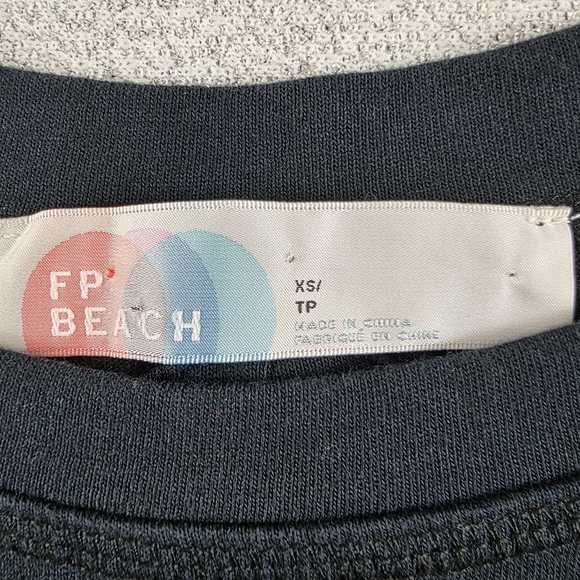 FP
BEACH
XS/
TP
MADE IN CHINA
FABRIQUÉ EN CHINE